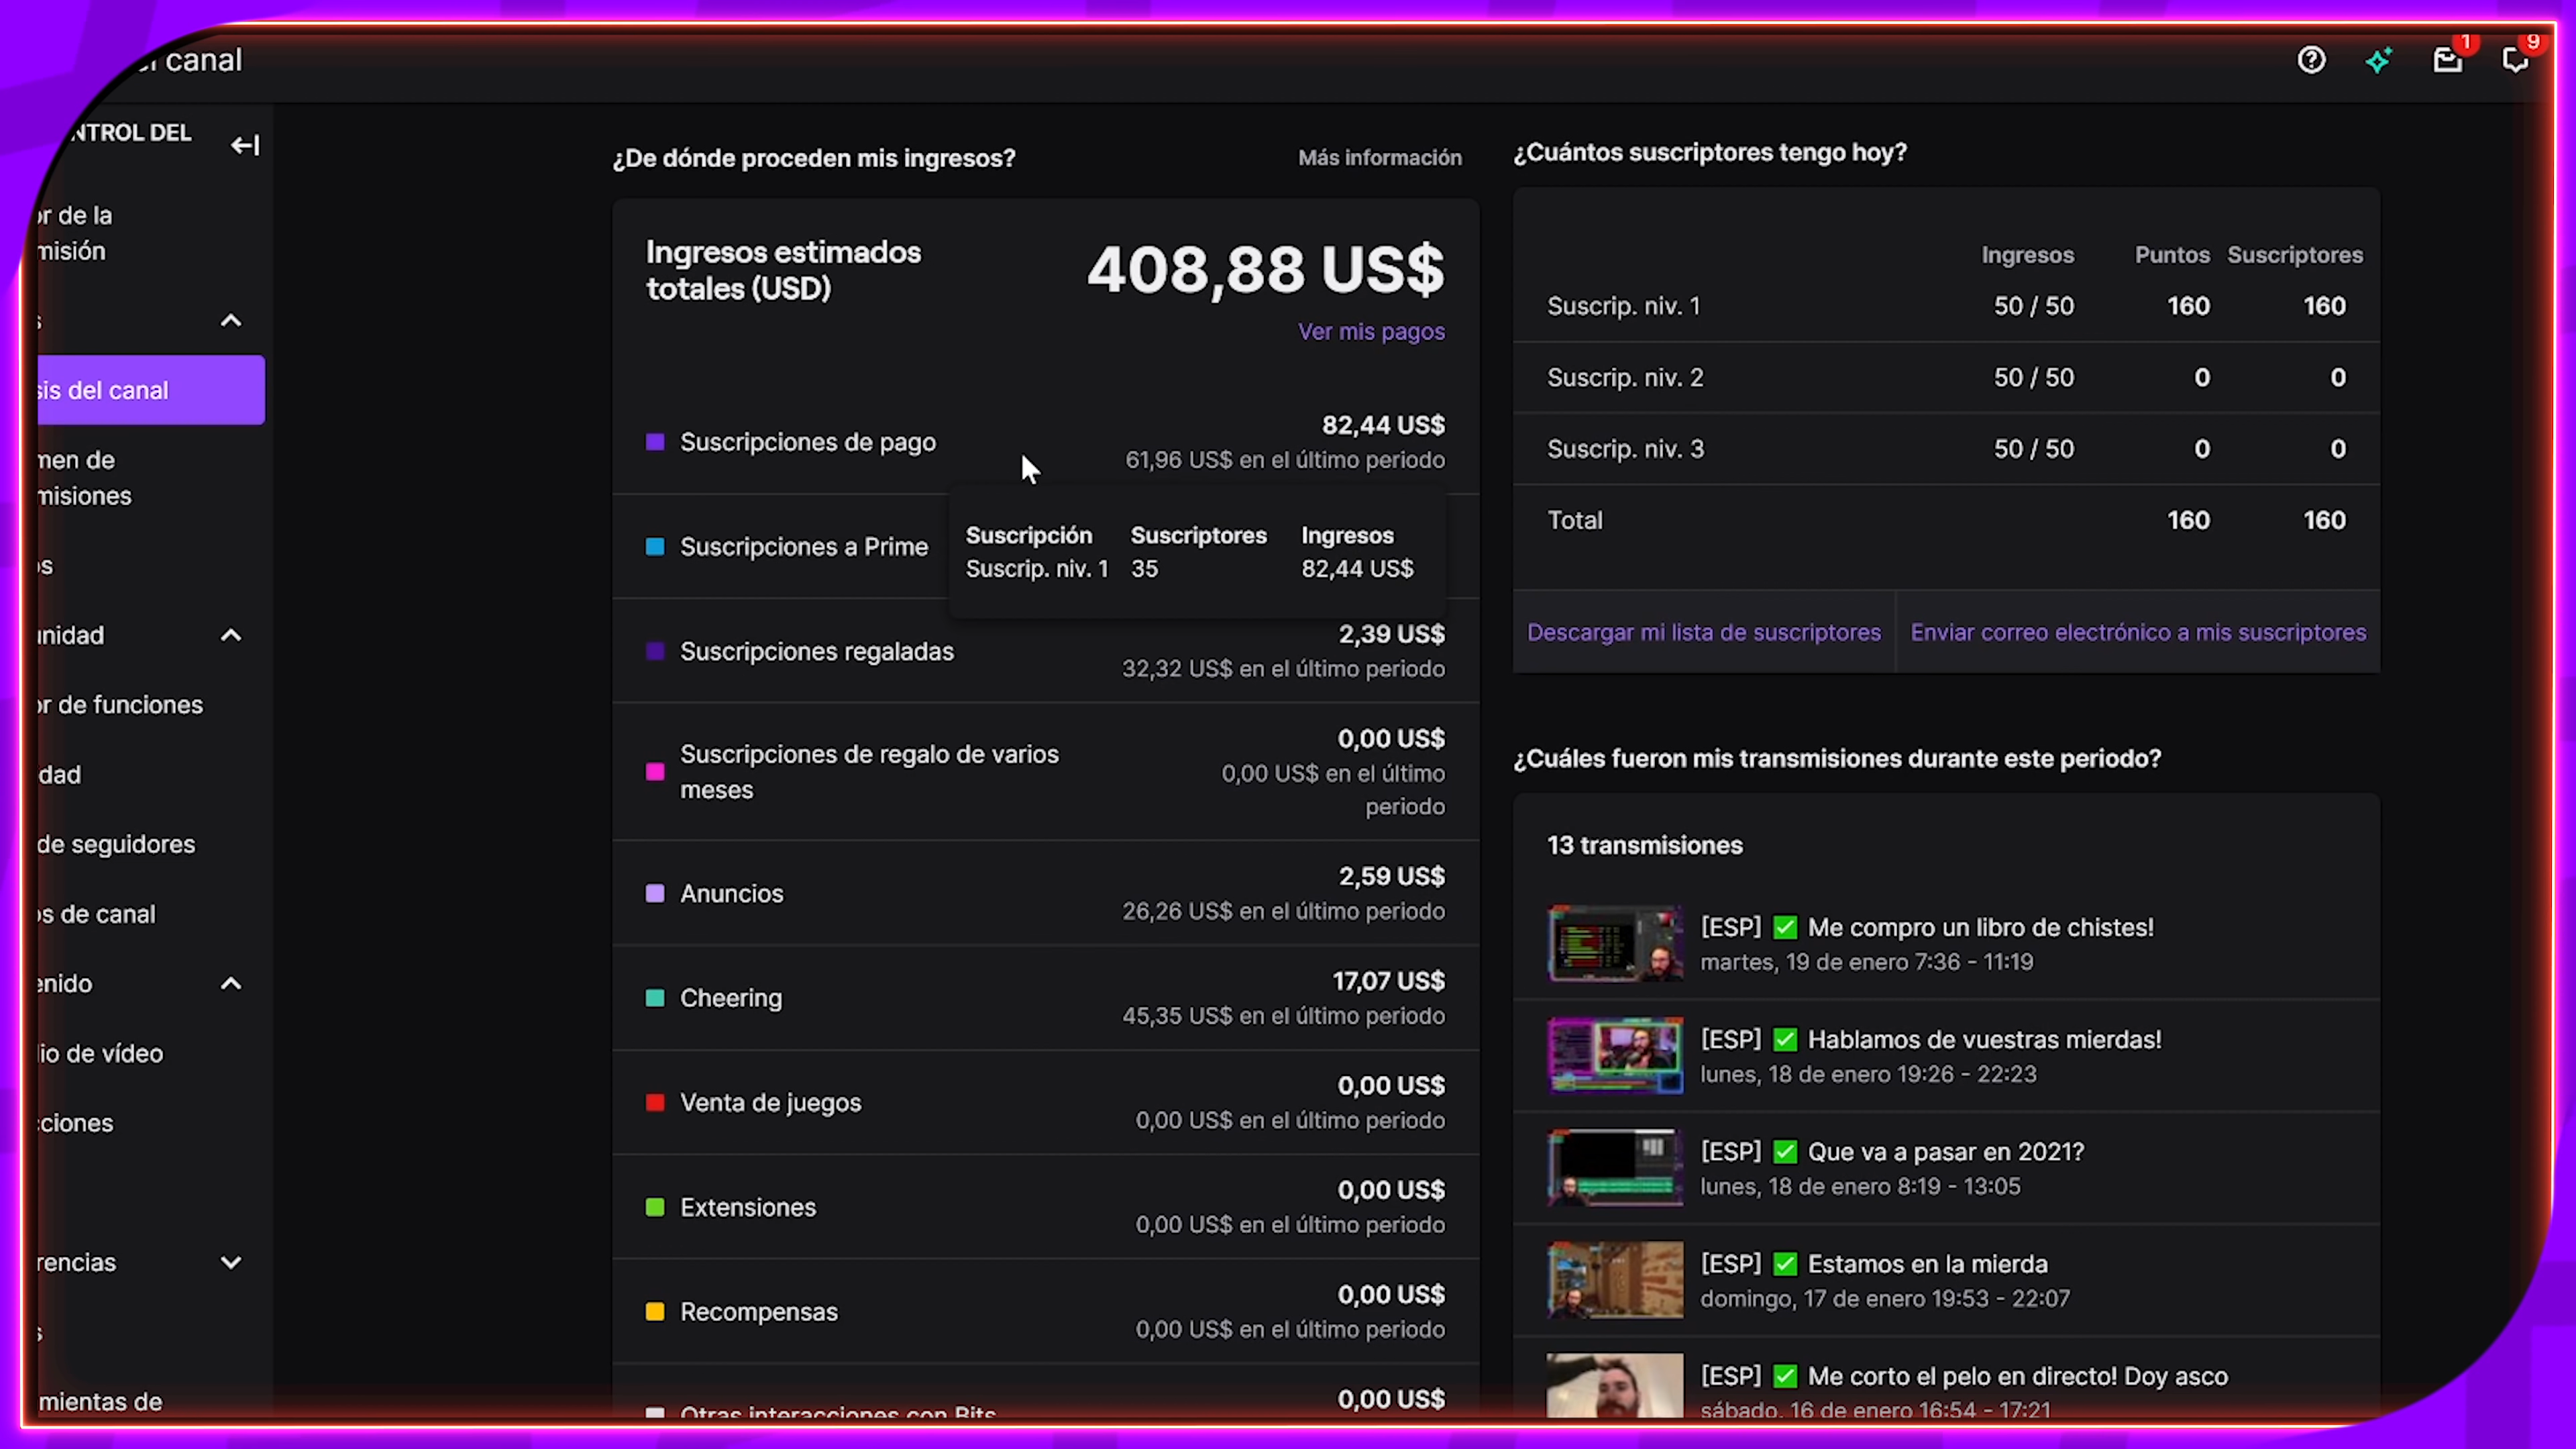 el canal
1
9
NTROL DEL
or de la
misión
s
sis del canal
men de
misiones
os
unidad
or de funciones
dad
de seguidores
os de canal
enido
io de vídeo
cciones
rencias
s
mientas de
¿De dónde proceden mis ingresos?
Más información
Ingresos estimados
totales (USD)
408,88 US$
Ver mis pagos
Suscripciones de pago
82,44 US$
61,96 US$ en el último periodo
Suscripciones a Prime
Suscripción Suscriptores Ingresos
Suscrip. niv. 1 35 82,44 US$
Suscripciones regaladas
2,39 US$
32,32 US$ en el último periodo
Suscripciones de regalo de varios
meses
0,00 US$
0,00 US$ en el último
periodo
Anuncios
2,59 US$
26,26 US$ en el último periodo
Cheering
17,07 US$
45,35 US$ en el último periodo
Venta de juegos
0,00 US$
0,00 US$ en el último periodo
Extensiones
0,00 US$
0,00 US$ en el último periodo
Recompensas
0,00 US$
0,00 US$ en el último periodo
Otras interacciones con Bits
0,00 US$
¿Cuántos suscriptores tengo hoy?
Ingresos Puntos Suscriptores
Suscrip. niv. 1 50 / 50 160 160
Suscrip. niv. 2 50 / 50 0 0
Suscrip. niv. 3 50 / 50 0 0
Total 160 160
Descargar mi lista de suscriptores
Enviar correo electrónico a mis suscriptores
¿Cuáles fueron mis transmisiones durante este periodo?
13 transmisiones
[ESP] ✅ Me compro un libro de chistes!
martes, 19 de enero 7:36 - 11:19
[ESP] ✅ Hablamos de vuestras mierdas!
lunes, 18 de enero 19:26 - 22:23
[ESP] ✅ Que va a pasar en 2021?
lunes, 18 de enero 8:19 - 13:05
[ESP] ✅ Estamos en la mierda
domingo, 17 de enero 19:53 - 22:07
[ESP] ✅ Me corto el pelo en directo! Doy asco
sábado, 16 de enero 16:54 - 17:21